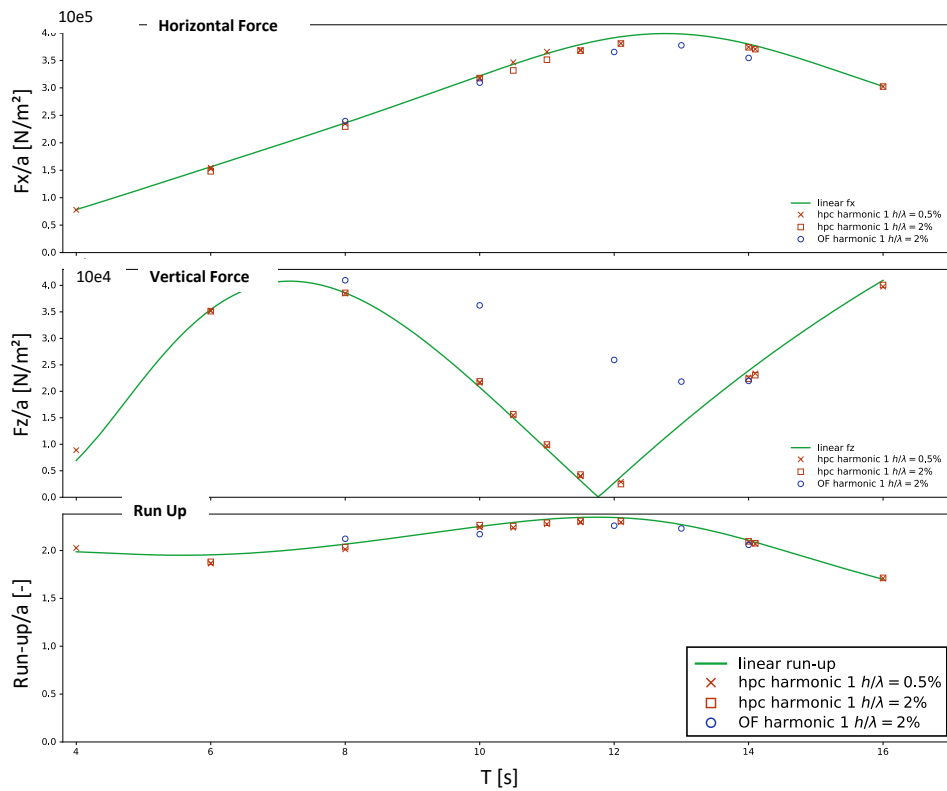 10e5
Horizontal Force
4.0
3.5
3.0
2.5
2.0
1.5
1.0
0.5
0.0
Fx/a [N/m²]
linear fx
hpc harmonic 1 h/λ = 0.5%
hpc harmonic 1 h/λ = 2%
OF harmonic 1 h/λ = 2%
10e4
Vertical Force
4.0
3.5
3.0
2.5
2.0
1.5
1.0
0.5
0.0
Fz/a [N/m²]
linear fz
hpc harmonic 1 h/λ = 0.5%
hpc harmonic 1 h/λ = 2%
OF harmonic 1 h/λ = 2%
Run Up
2.0
1.5
1.0
0.5
0.0
Run-up/a [-]
linear run-up
hpc harmonic 1 h/λ = 0.5%
hpc harmonic 1 h/λ = 2%
OF harmonic 1 h/λ = 2%
4 6 8 10 12 14 16
T [s]